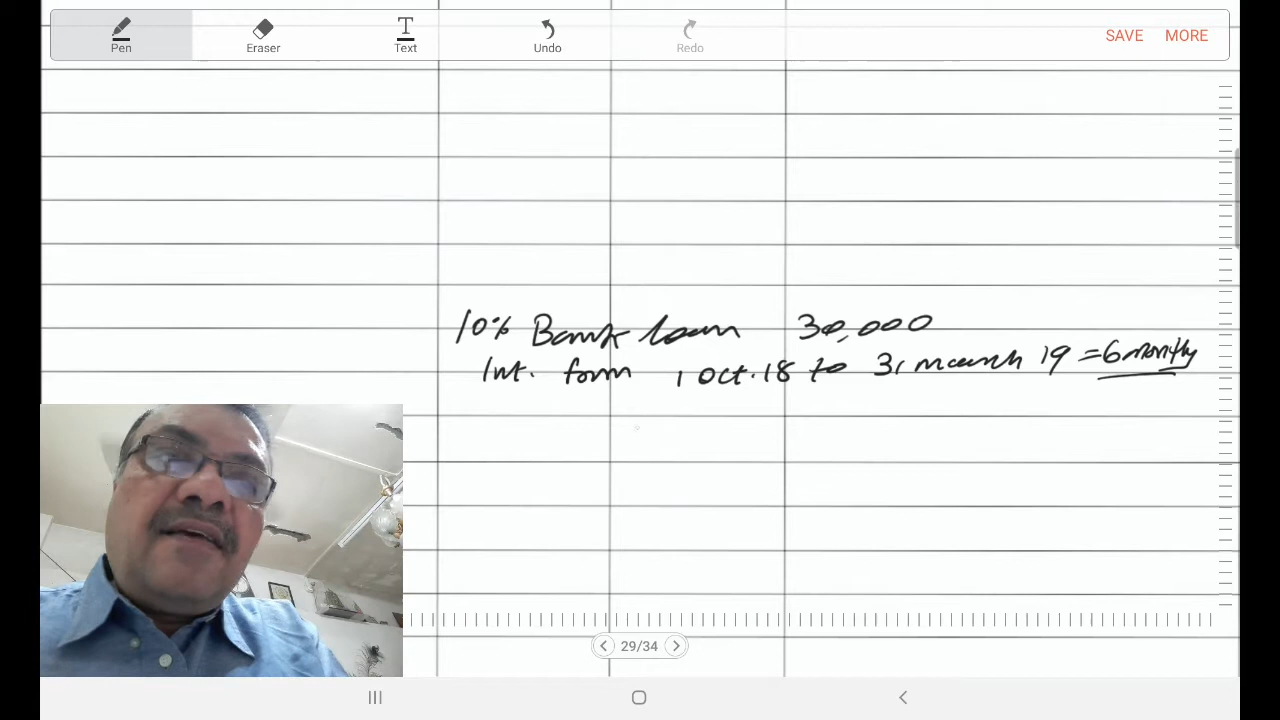 Pen
Eraser
Text
Undo
Redo
SAVE
MORE
10% Bank loan 30,000
Int. form 1 Oct. 18 to 31 march 19 = 6 monthly
29/34